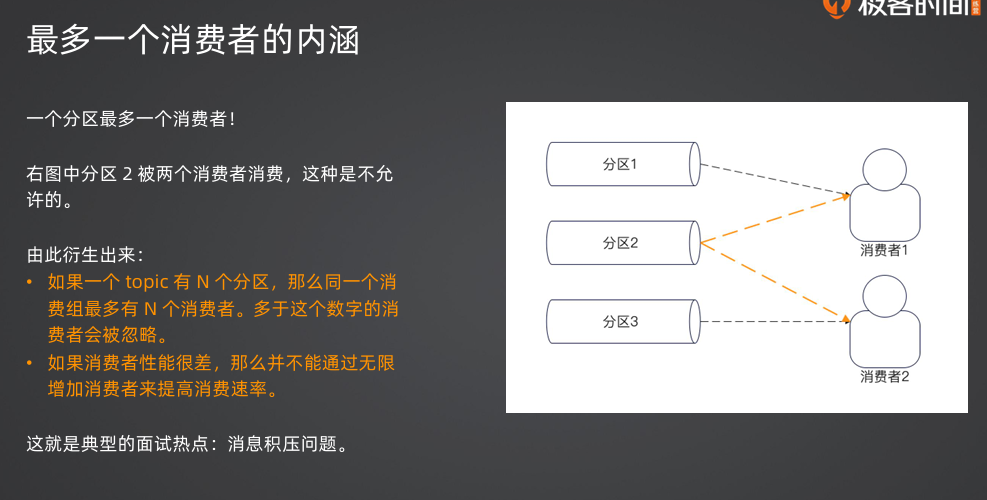 极客时间
最多一个消费者的内涵
一个分区最多一个消费者！
右图中分区 2 被两个消费者消费，这种是不允
许的。
由此衍生出来：
• 如果一个 topic 有 N 个分区，那么同一个消
费组最多有 N 个消费者。多于这个数字的消
费者会被忽略。
• 如果消费者性能很差，那么并不能通过无限
增加消费者来提高消费速率。
这就是典型的面试热点：消息积压问题。
分区1
分区2
分区3
消费者1
消费者2